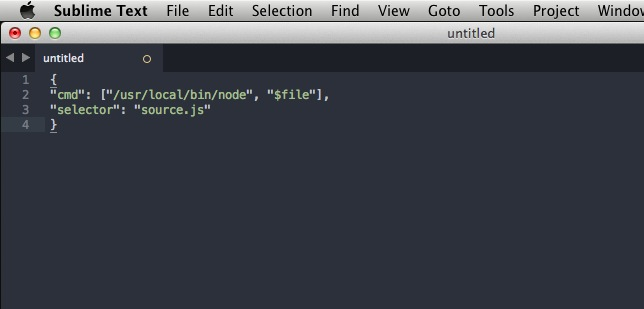 Sublime Text File Edit Selection Find View Goto Tools Project Window
untitled
untitled
1 {
2 "cmd": ["/usr/local/bin/node", "$file"],
3 "selector": "source.js"
4 }